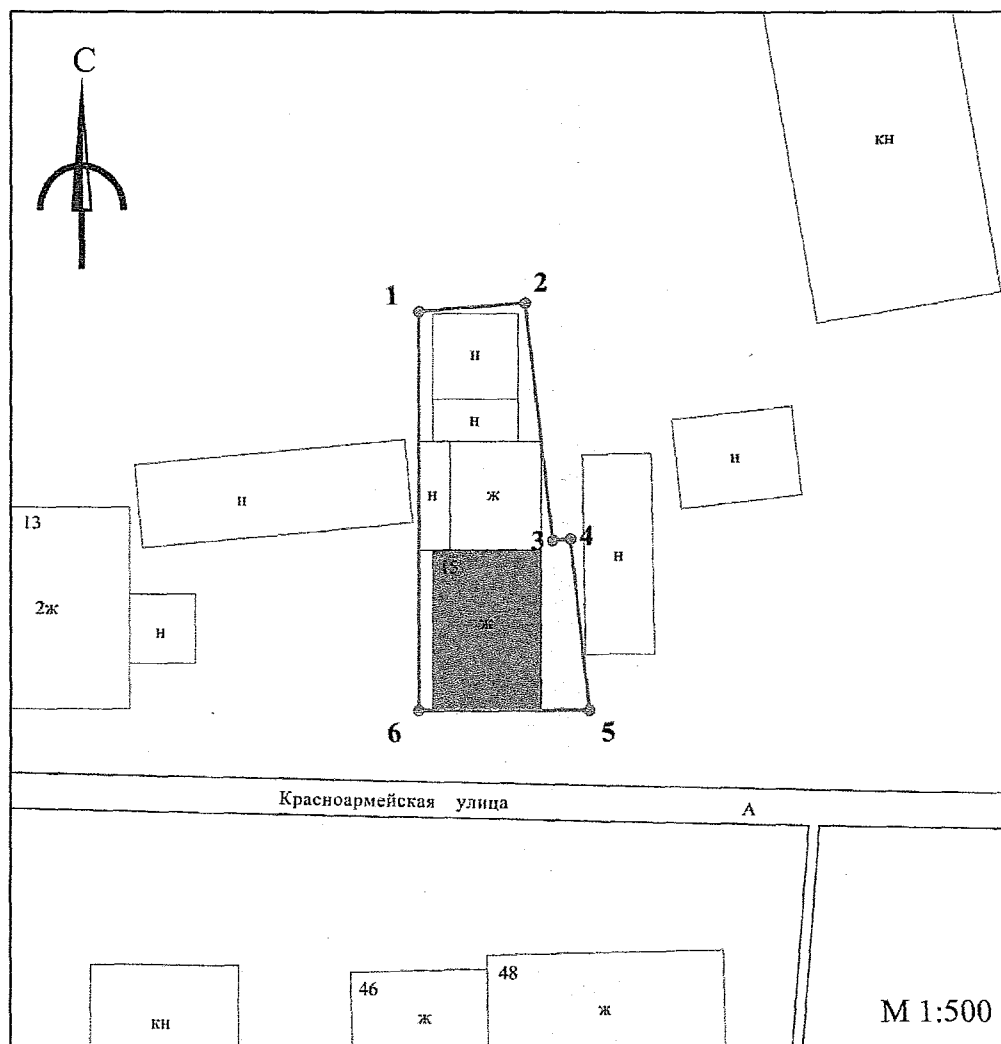 С
кн
1
2
н
н
н
н
ж
н
13
3
4
н
2ж
н
15
ж
6
5
Красноармейская улица
А
46
48
кн
ж
ж
М 1:500